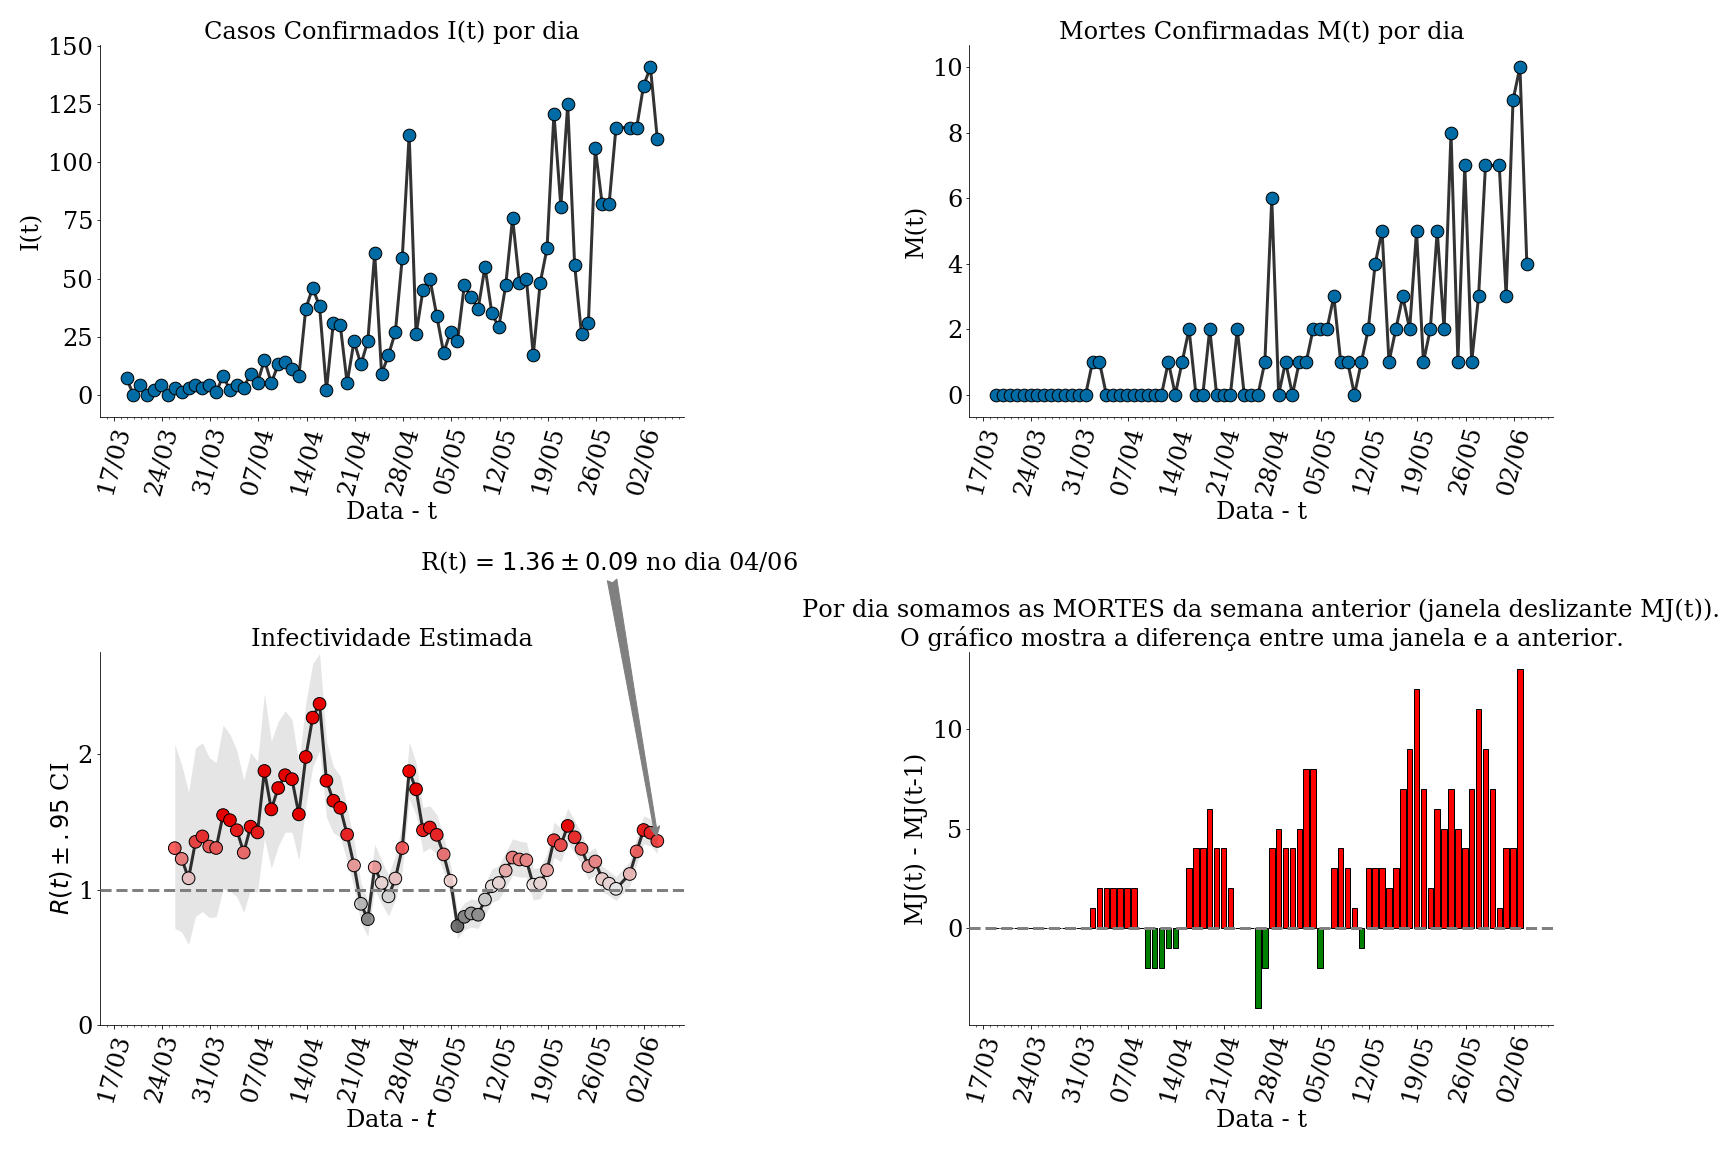 Casos Confirmados I(t) por dia
150
125
100
75
50
25
0
I(t)
17/03 24/03 31/03 07/04 14/04 21/04 28/04 05/05 12/05 19/05 26/05 02/06
Data - t
Mortes Confirmadas M(t) por dia
10
8
6
4
2
0
M(t)
17/03 24/03 31/03 07/04 14/04 21/04 28/04 05/05 12/05 19/05 26/05 02/06
Data - t
R(t) = 1.36 ± 0.09 no dia 04/06
Infectividade Estimada
2
1
0
R(t) ± .95 CI
17/03 24/03 31/03 07/04 14/04 21/04 28/04 05/05 12/05 19/05 26/05 02/06
Data - t
Por dia somamos as MORTES da semana anterior (janela deslizante MJ(t)).
O gráfico mostra a diferença entre uma janela e a anterior.
10
5
0
MJ(t) - MJ(t-1)
17/03 24/03 31/03 07/04 14/04 21/04 28/04 05/05 12/05 19/05 26/05 02/06
Data - t